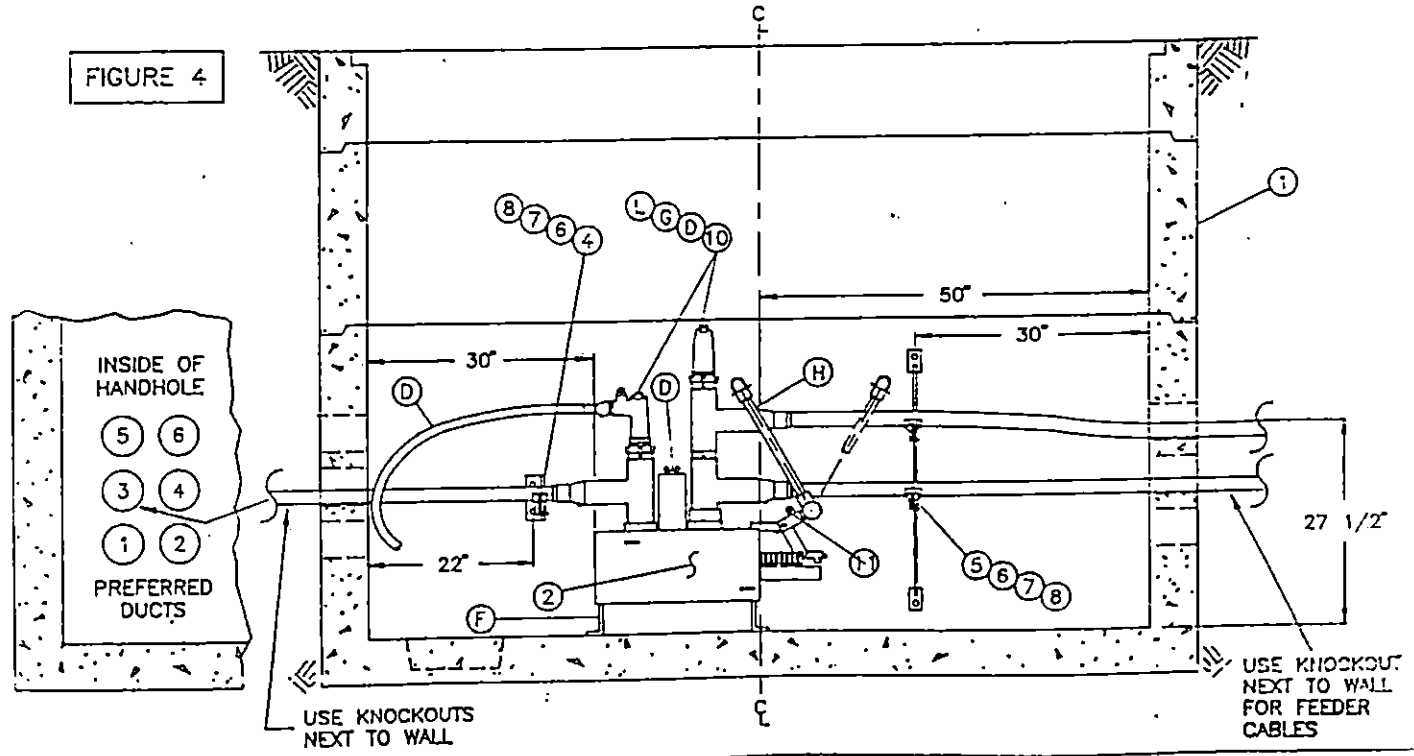 C
L
FIGURE 4
1
8 7 6 4
L G D 10
50"
30"
30"
INSIDE OF
HANDHOLE
5 6
3 4
1 2
PREFERRED
DUCTS
D
D
H
22"
2
11
5 6 7 8
27 1/2"
F
C
L
USE KNOCKOUTS
NEXT TO WALL
USE KNOCKOUT
NEXT TO WALL
FOR FEEDER
CABLES